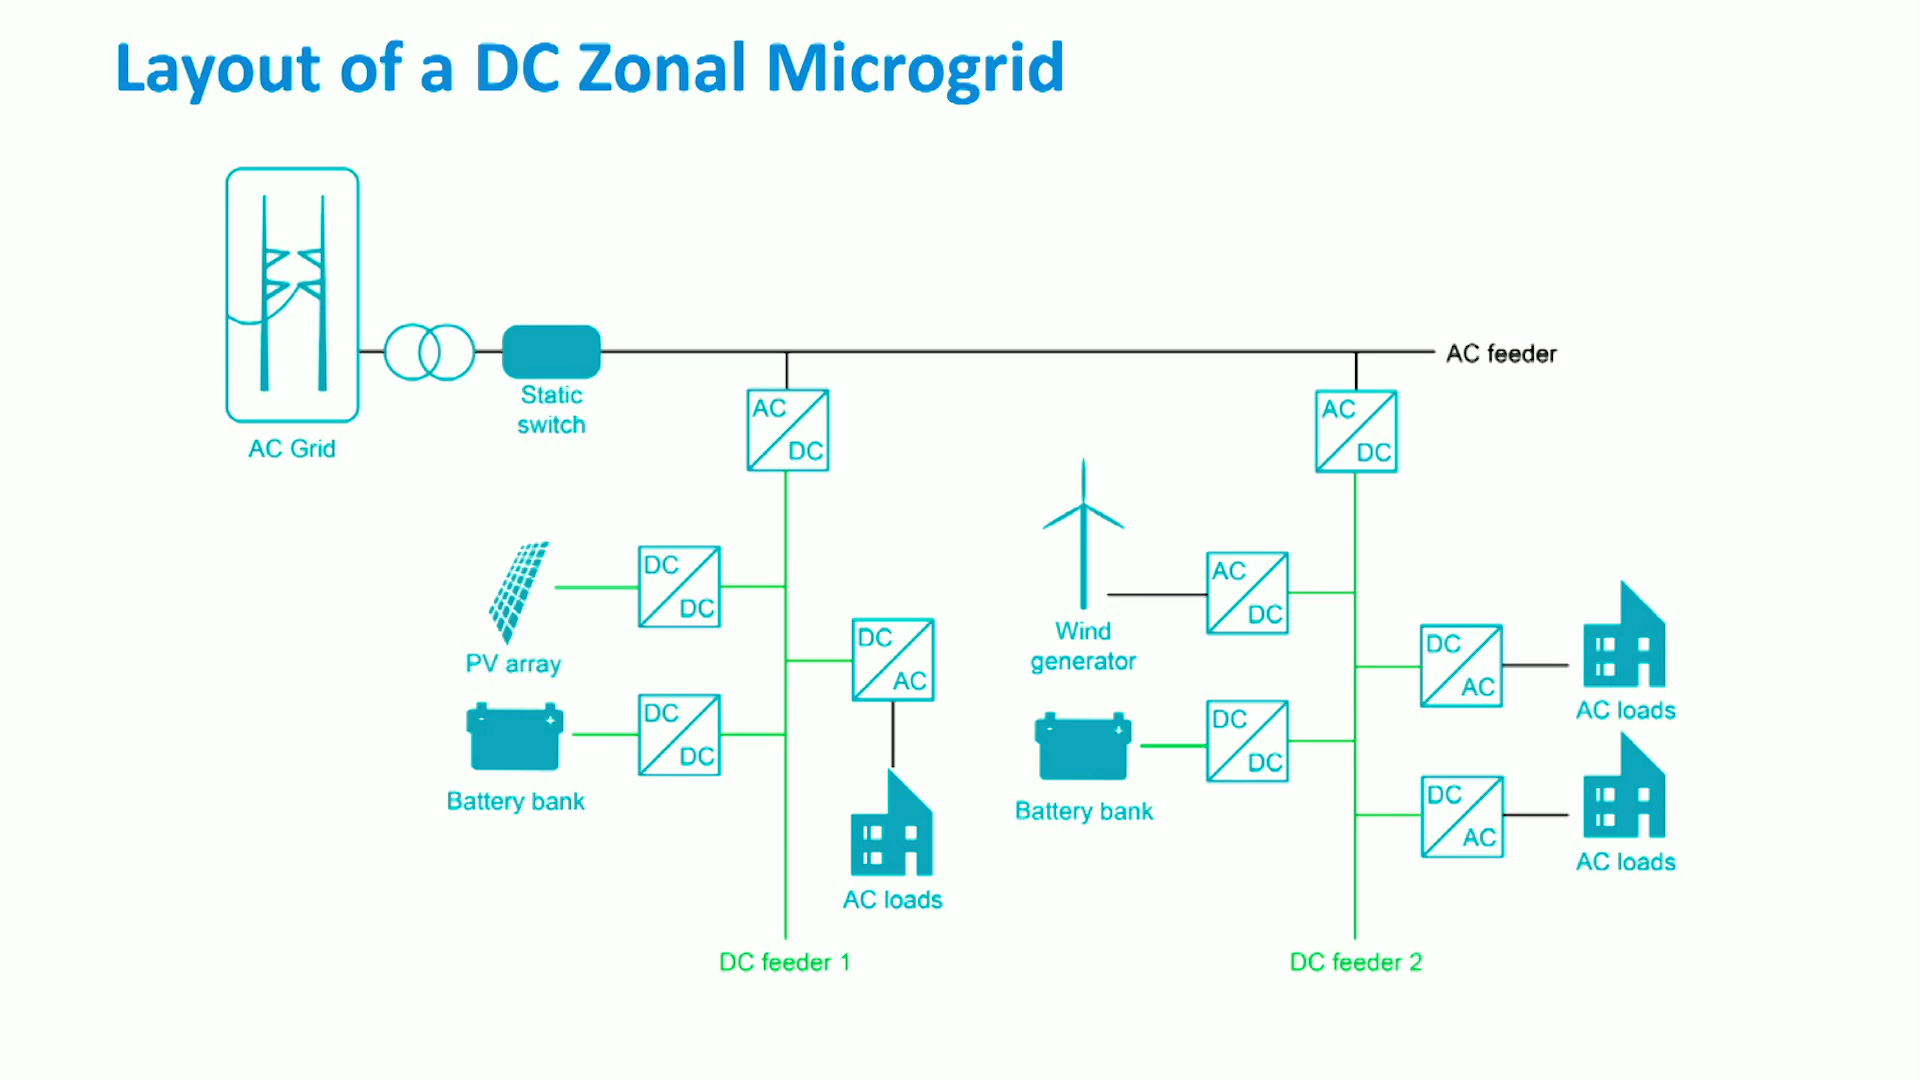 Layout of a DC Zonal Microgrid
AC feeder
Static
switch
AC Grid
AC
DC
AC
DC
DC
DC
PV array
DC
AC
DC
DC
Battery bank
AC loads
DC feeder 1
Wind
generator
AC
DC
DC
AC
AC loads
DC
DC
Battery bank
DC
AC
AC loads
DC feeder 2